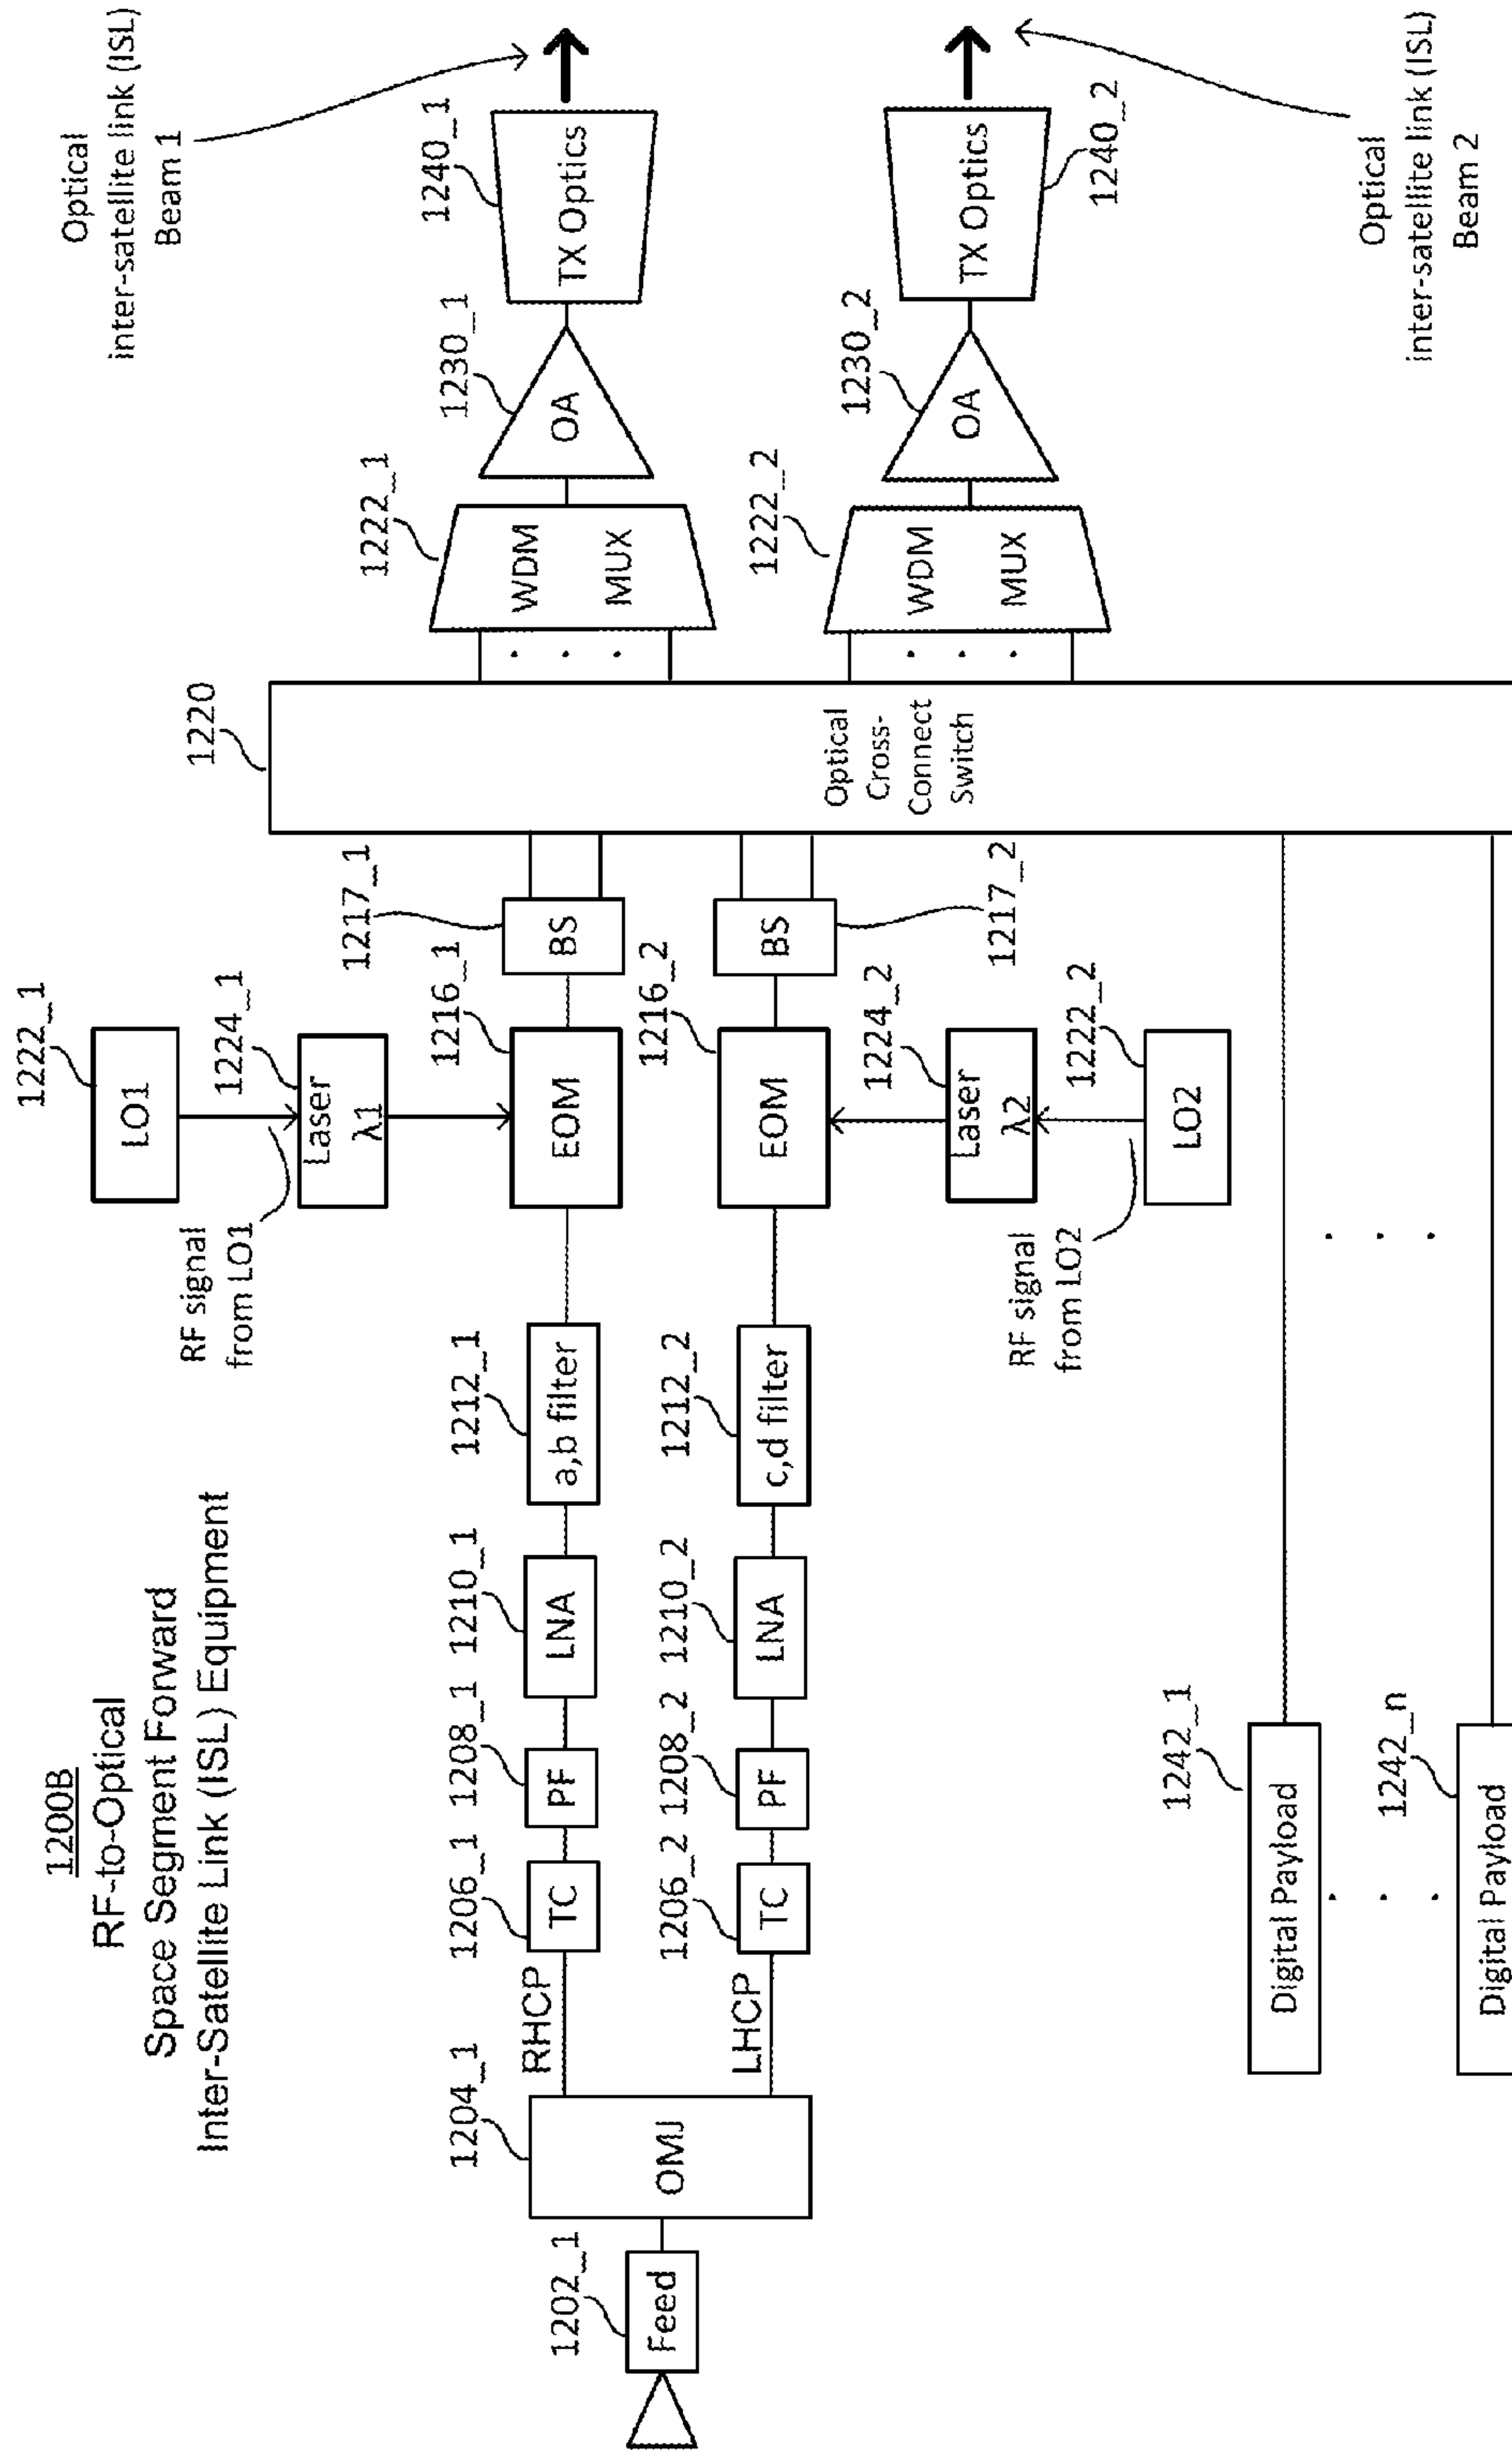 1200B
RF-to-Optical
Space Segment Forward
Inter-Satellite Link (ISL) Equipment
1202_1
Feed
1204_1
OMJ
RHCP
LHCP
1206_1
TC
1208_1
PF
1210_1
LNA
1212_1
a,b filter
1206_2
TC
1208_2
PF
1210_2
LNA
1212_2
c,d filter
1222_1
LO1
RF signal
from LO1
1224_1
Laser
λ1
1216_1
EOM
1217_1
BS
1216_2
EOM
1217_2
BS
1224_2
Laser
λ2
RF signal
from LO2
1222_2
LO2
1220
Optical
Cross-
Connect
Switch
1222_1
WDM
MUX
1230_1
OA
1240_1
TX Optics
Optical
inter-satellite link (ISL)
Beam 1
1222_2
WDM
MUX
1230_2
OA
1240_2
TX Optics
Optical
inter-satellite link (ISL)
Beam 2
1242_1
Digital Payload
1242_n
Digital Payload